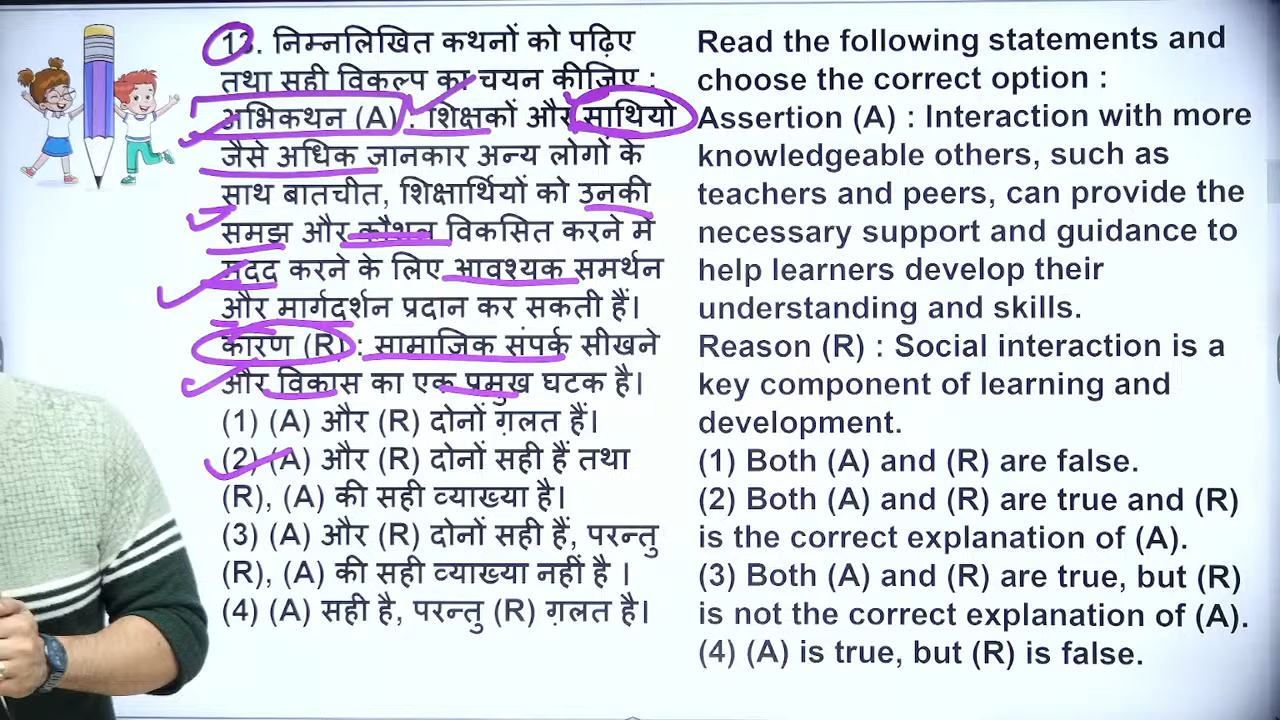 13. निम्नलिखित कथनों को पढ़िए
तथा सही विकल्प का चयन कीजिए :
अभिकथन (A) : शिक्षकों और साथियो
जैसे अधिक जानकार अन्य लोगों के
साथ बातचीत, शिक्षार्थियों को उनकी
समझ और कौशल विकसित करने में
मदद करने के लिए आवश्यक समर्थन
और मार्गदर्शन प्रदान कर सकती हैं।
कारण (R) : सामाजिक संपर्क सीखने
और विकास का एक प्रमुख घटक है।
(1) (A) और (R) दोनों ग़लत हैं।
(2) (A) और (R) दोनों सही हैं तथा
(R), (A) की सही व्याख्या है।
(3) (A) और (R) दोनों सही हैं, परन्तु
(R), (A) की सही व्याख्या नहीं है ।
(4) (A) सही है, परन्तु (R) ग़लत है।
Read the following statements and
choose the correct option :
Assertion (A) : Interaction with more
knowledgeable others, such as
teachers and peers, can provide the
necessary support and guidance to
help learners develop their
understanding and skills.
Reason (R) : Social interaction is a
key component of learning and
development.
(1) Both (A) and (R) are false.
(2) Both (A) and (R) are true and (R)
is the correct explanation of (A).
(3) Both (A) and (R) are true, but (R)
is not the correct explanation of (A).
(4) (A) is true, but (R) is false.